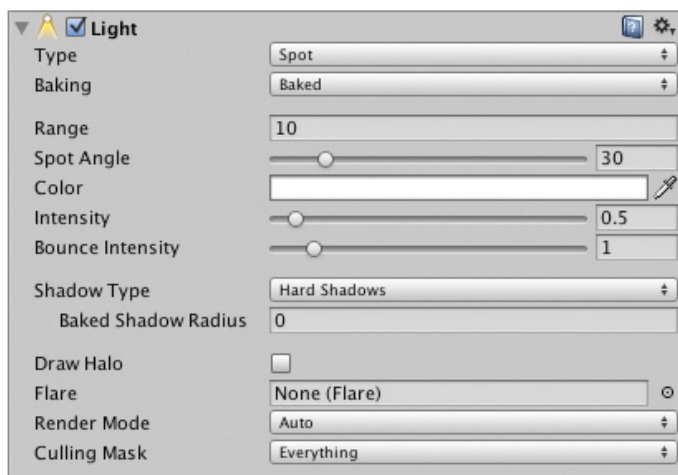 Light
Type Spot
Baking Baked
Range 10
Spot Angle 30
Color
Intensity 0.5
Bounce Intensity 1
Shadow Type Hard Shadows
Baked Shadow Radius 0
Draw Halo
Flare None (Flare)
Render Mode Auto
Culling Mask Everything